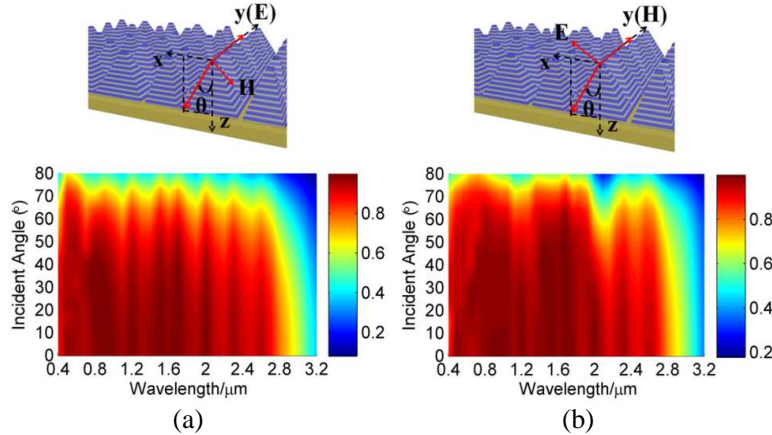 y(E)
x
H
θ
z
y(H)
E
x
θ
z
80
70
60
50
40
30
20
10
0
Incident Angle (º)
0.4 0.8 1.2 1.6 2 2.4 2.8 3.2
Wavelength/μm
0.8
0.6
0.4
0.2
(a)
80
70
60
50
40
30
20
10
0
Incident Angle (º)
0.4 0.8 1.2 1.6 2.0 2.4 2.8 3.2
Wavelength/μm
0.8
0.6
0.4
0.2
(b)